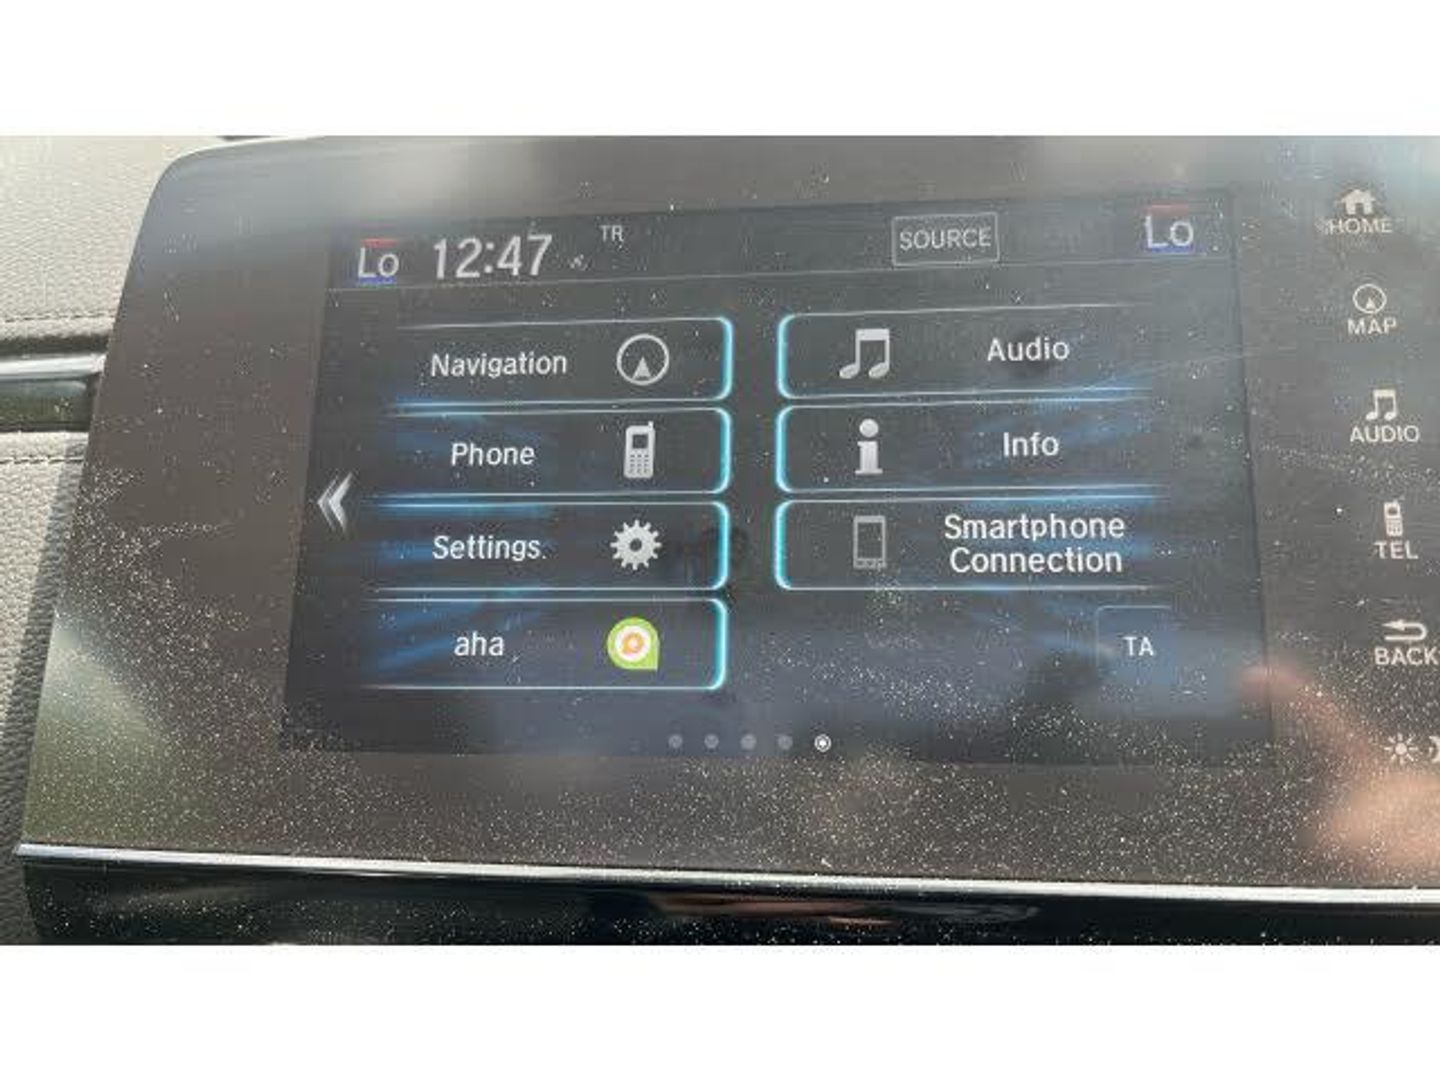 Lo 12:47 TR SOURCE Lo
HOME
Navigation Audio
MAP
Phone Info
AUDIO
Settings Smartphone
Connection
TEL
aha TA
BACK